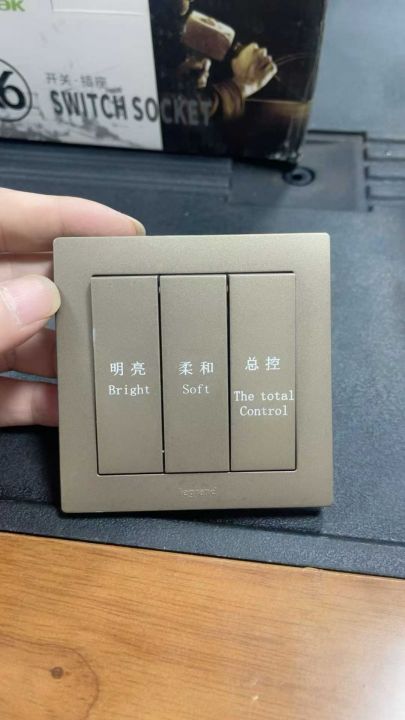 开关·插座
SWITCH SOCKET
明亮
Bright
柔和
Soft
总控
The total
Control
legrand